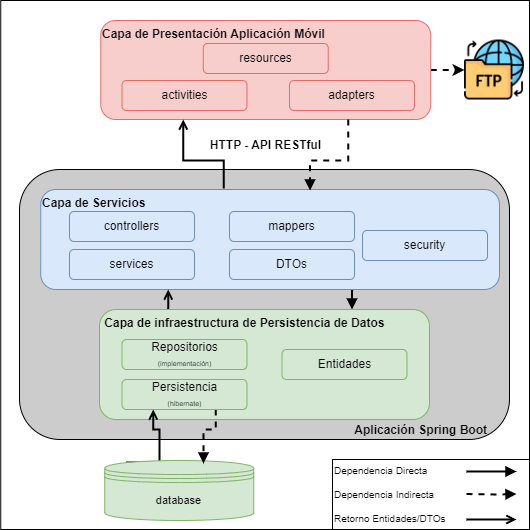 Capa de Presentación Aplicación Móvil
resources
activities
adapters
FTP
HTTP - API RESTful
Capa de Servicios
controllers
mappers
security
services
DTOs
Capa de infraestructura de Persistencia de Datos
Repositorios
(implementación)
Entidades
Persistencia
(hibernate)
Aplicación Spring Boot
database
Dependencia Directa
Dependencia Indirecta
Retorno Entidades/DTOs